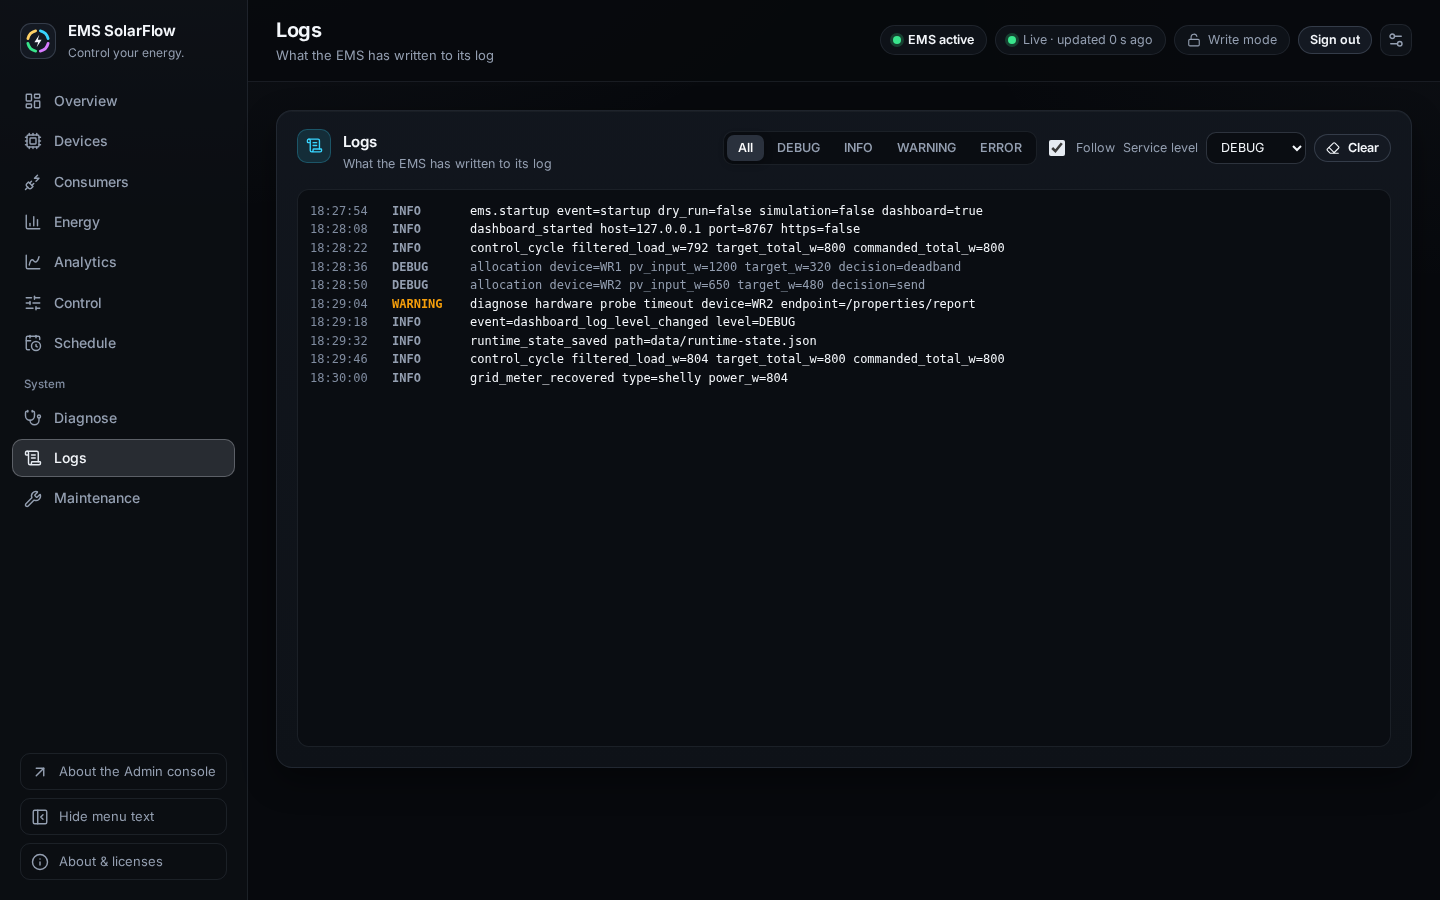 EMS SolarFlow
Control your energy.
Overview
Devices
Consumers
Energy
Analytics
Control
Schedule
System
Diagnose
Logs
Maintenance
About the Admin console
Hide menu text
About & licenses
Logs
What the EMS has written to its log
EMS active
Live · updated 0 s ago
Write mode
Sign out
Logs
What the EMS has written to its log
All DEBUG INFO WARNING ERROR
Follow Service level DEBUG Clear
18:27:54 INFO ems.startup event=startup dry_run=false simulation=false dashboard=true
18:28:08 INFO dashboard_started host=127.0.0.1 port=8767 https=false
18:28:22 INFO control_cycle filtered_load_w=792 target_total_w=800 commanded_total_w=800
18:28:36 DEBUG allocation device=WR1 pv_input_w=1200 target_w=320 decision=deadband
18:28:50 DEBUG allocation device=WR2 pv_input_w=650 target_w=480 decision=send
18:29:04 WARNING diagnose hardware probe timeout device=WR2 endpoint=/properties/report
18:29:18 INFO event=dashboard_log_level_changed level=DEBUG
18:29:32 INFO runtime_state_saved path=data/runtime-state.json
18:29:46 INFO control_cycle filtered_load_w=804 target_total_w=800 commanded_total_w=800
18:30:00 INFO grid_meter_recovered type=shelly power_w=804